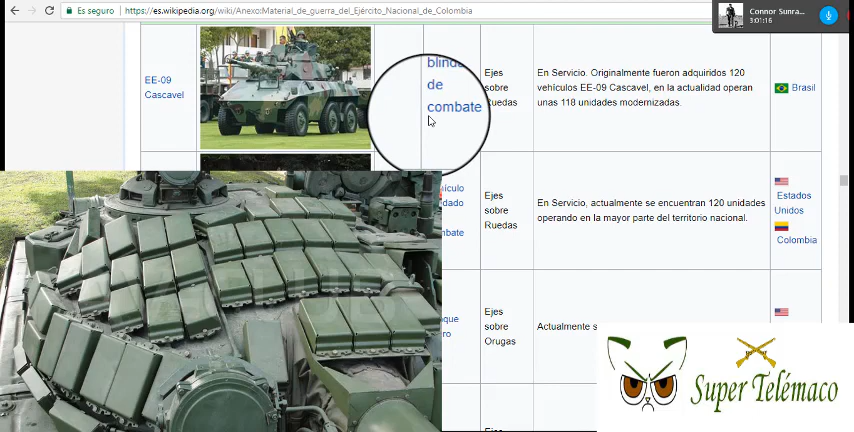 Es seguro
https://es.wikipedia.org/wiki/Anexo:Material_de_guerra_del_Ejército_Nacional_de_Colombia
Connor Sunra...
3:01:16
EE-09
Cascavel
de
combate
Ejes
sobre
Ruedas
En Servicio. Originalmente fueron adquiridos 120
vehículos EE-09 Cascavel, en la actualidad operan
unas 118 unidades modernizadas.
Brasil
Ejes
sobre
Ruedas
En Servicio, actualmente se encuentran 120 unidades
operando en la mayor parte del territorio nacional.
Estados
Unidos
Colombia
Ejes
sobre
Orugas
Actualmente s
Ejes
Super Telémaco